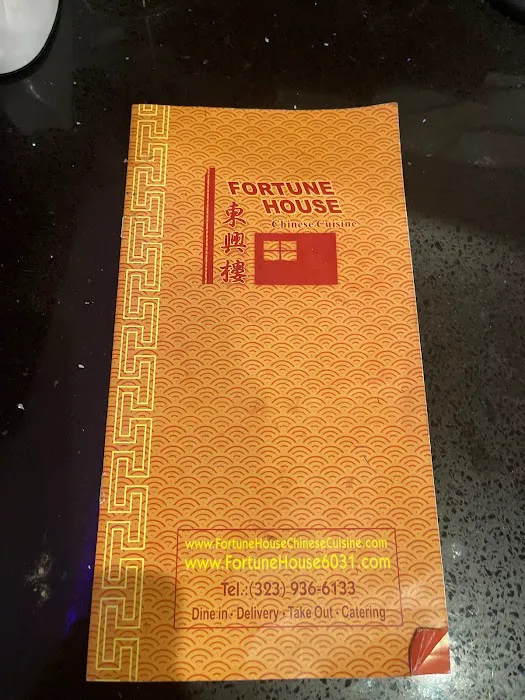 FORTUNE
HOUSE
Chinese Cuisine
東興樓
www.FortuneHouseChineseCuisine.com
www.FortuneHouse6031.com
Tel.:(323) 936-6133
Dine in · Delivery · Take Out · Catering